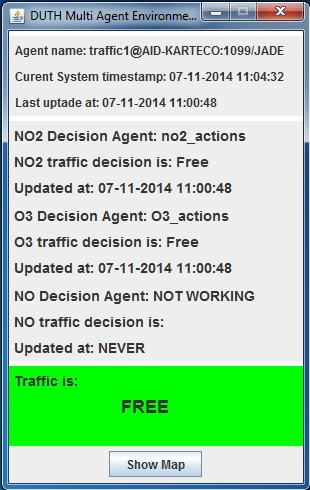 DUTH Multi Agent Environme...
Agent name: traffic1@AID-KARTECO:1099/JADE
Curent System timestamp: 07-11-2014 11:04:32
Last uptade at: 07-11-2014 11:00:48
NO2 Decision Agent: no2_actions
NO2 traffic decision is: Free
Updated at: 07-11-2014 11:00:48
O3 Decision Agent: O3_actions
O3 traffic decision is: Free
Updated at: 07-11-2014 11:00:48
NO Decision Agent: NOT WORKING
NO traffic decision is:
Updated at: NEVER
Traffic is:
FREE
Show Map